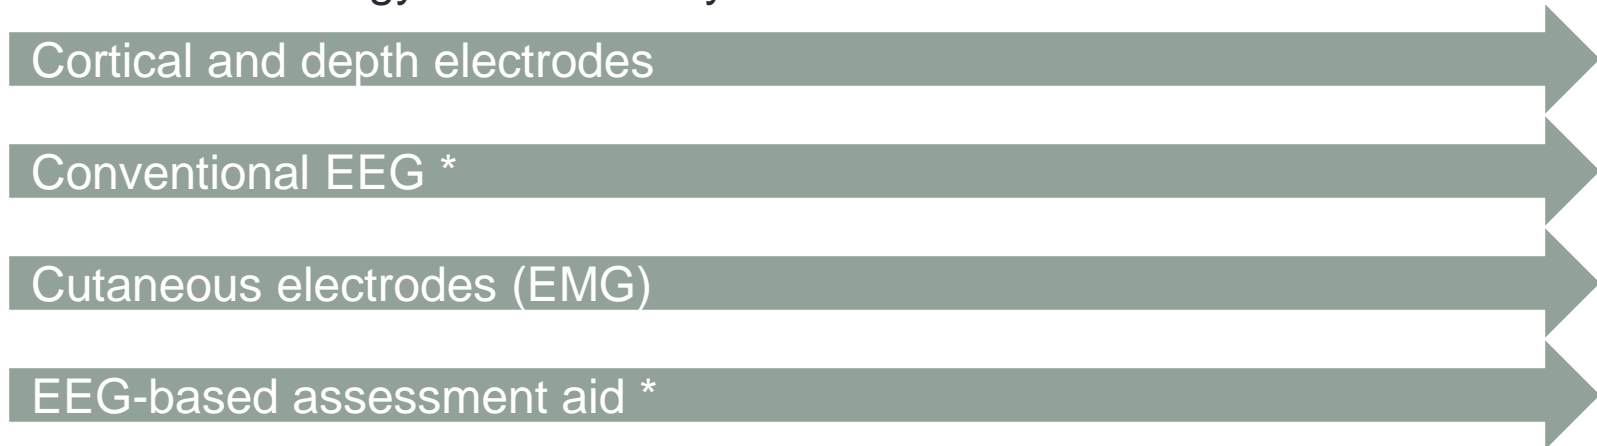 Cortical and depth electrodes
Conventional EEG *
Cutaneous electrodes (EMG)
EEG-based assessment aid *